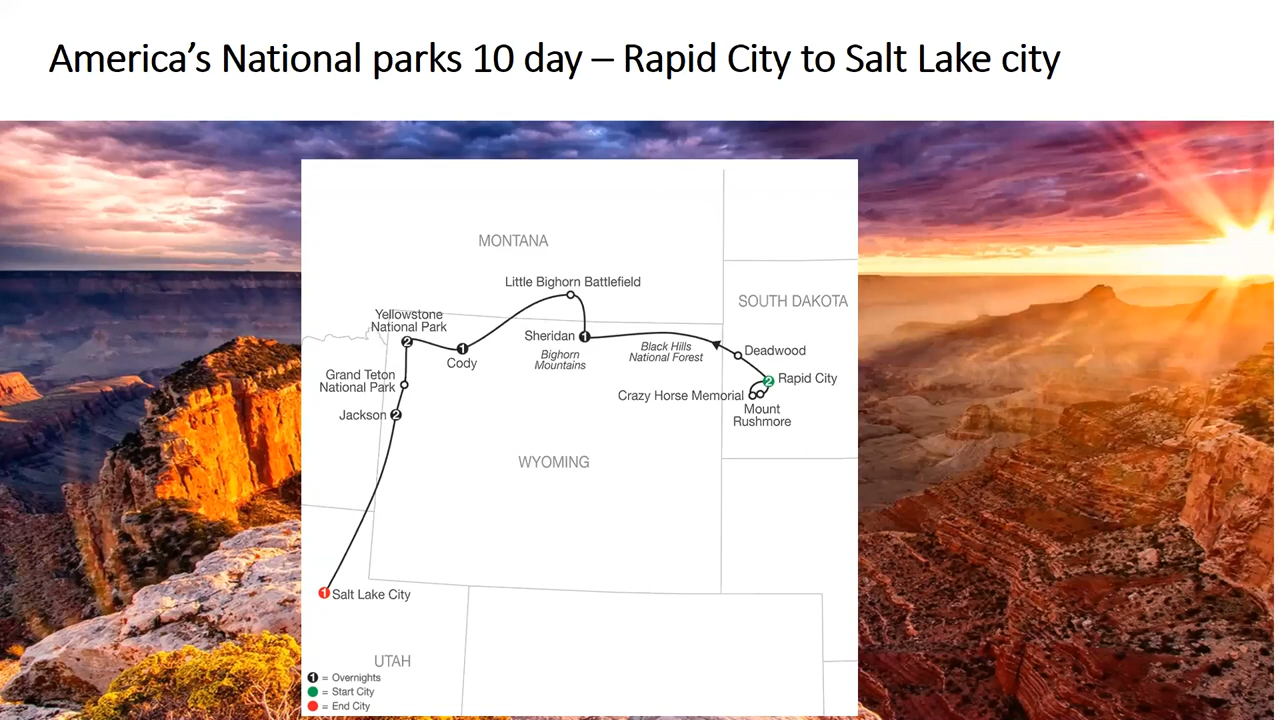 America’s National parks 10 day – Rapid City to Salt Lake city
MONTANA
Little Bighorn Battlefield
SOUTH DAKOTA
Yellowstone
National Park
2
1
Cody
Sheridan 1
Bighorn
Mountains
Black Hills
National Forest
Deadwood
2 Rapid City
Grand Teton
National Park
Crazy Horse Memorial
Mount
Rushmore
Jackson 2
WYOMING
1 Salt Lake City
UTAH
1 = Overnights
= Start City
= End City